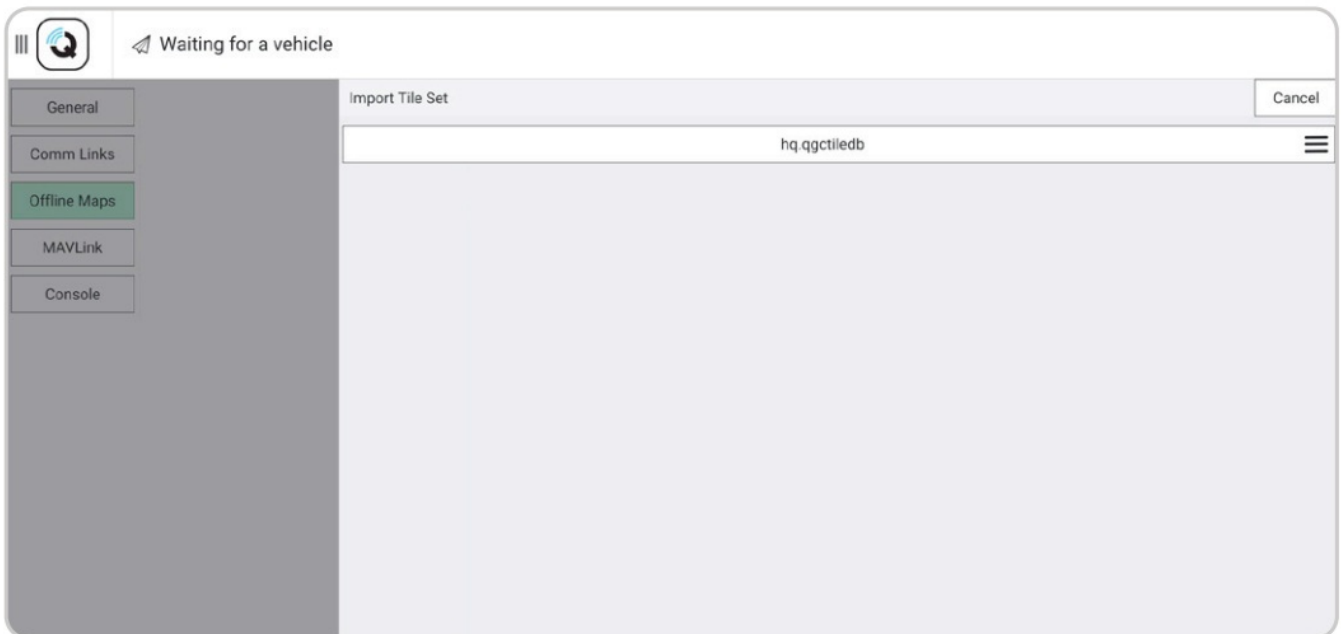 Waiting for a vehicle
General
Comm Links
Offline Maps
MAVLink
Console
Import Tile Set
Cancel
hq.qgctiledb